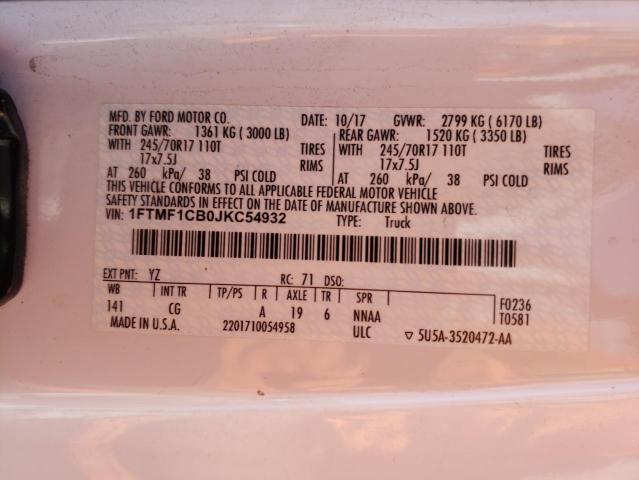 MFD. BY FORD MOTOR CO. DATE: 10/17 GVWR: 2799 KG ( 6170 LB)
FRONT GAWR: 1361 KG ( 3000 LB) REAR GAWR: 1520 KG ( 3350 LB)
WITH 245/70R17 110T TIRES WITH 245/70R17 110T TIRES
17x7.5J RIMS 17x7.5J RIMS
AT 260 kPa/ 38 PSI COLD AT 260 kPa/ 38 PSI COLD
THIS VEHICLE CONFORMS TO ALL APPLICABLE FEDERAL MOTOR VEHICLE
SAFETY STANDARDS IN EFFECT ON THE DATE OF MANUFACTURE SHOWN ABOVE.
VIN: 1FTMF1CB0JKC54932 TYPE: Truck
EXT PNT: YZ RC: 71 DSO:
WB INT TR TP/PS R AXLE TR SPR F0236
141 CG A 19 6 NNAA T0581
MADE IN U.S.A. 2201710054958 ULC ▽ 5U5A-3520472-AA